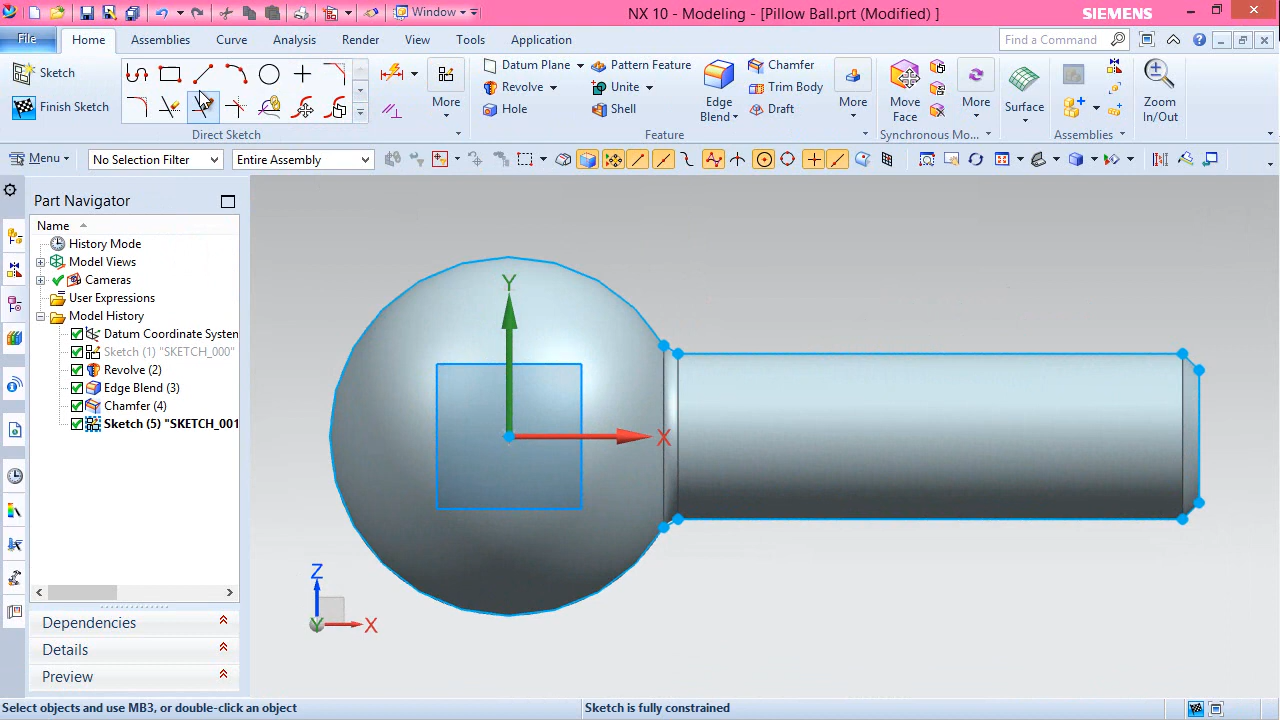 Window
NX 10 - Modeling - [Pillow Ball.prt (Modified) ]
SIEMENS
File
Home
Assemblies
Curve
Analysis
Render
View
Tools
Application
Find a Command
Sketch
Finish Sketch
Direct Sketch
More
Datum Plane
Revolve
Hole
Pattern Feature
Unite
Shell
Edge
Blend
Chamfer
Trim Body
Draft
More
Feature
Move
Face
More
Synchronous Mo...
Surface
Assemblies
Zoom
In/Out
Menu
No Selection Filter
Entire Assembly
Part Navigator
Name
History Mode
Model Views
Cameras
User Expressions
Model History
Datum Coordinate System
Sketch (1) "SKETCH_000"
Revolve (2)
Edge Blend (3)
Chamfer (4)
Sketch (5) "SKETCH_001
Dependencies
Details
Preview
Y
X
Z
Y
X
Select objects and use MB3, or double-click an object
Sketch is fully constrained